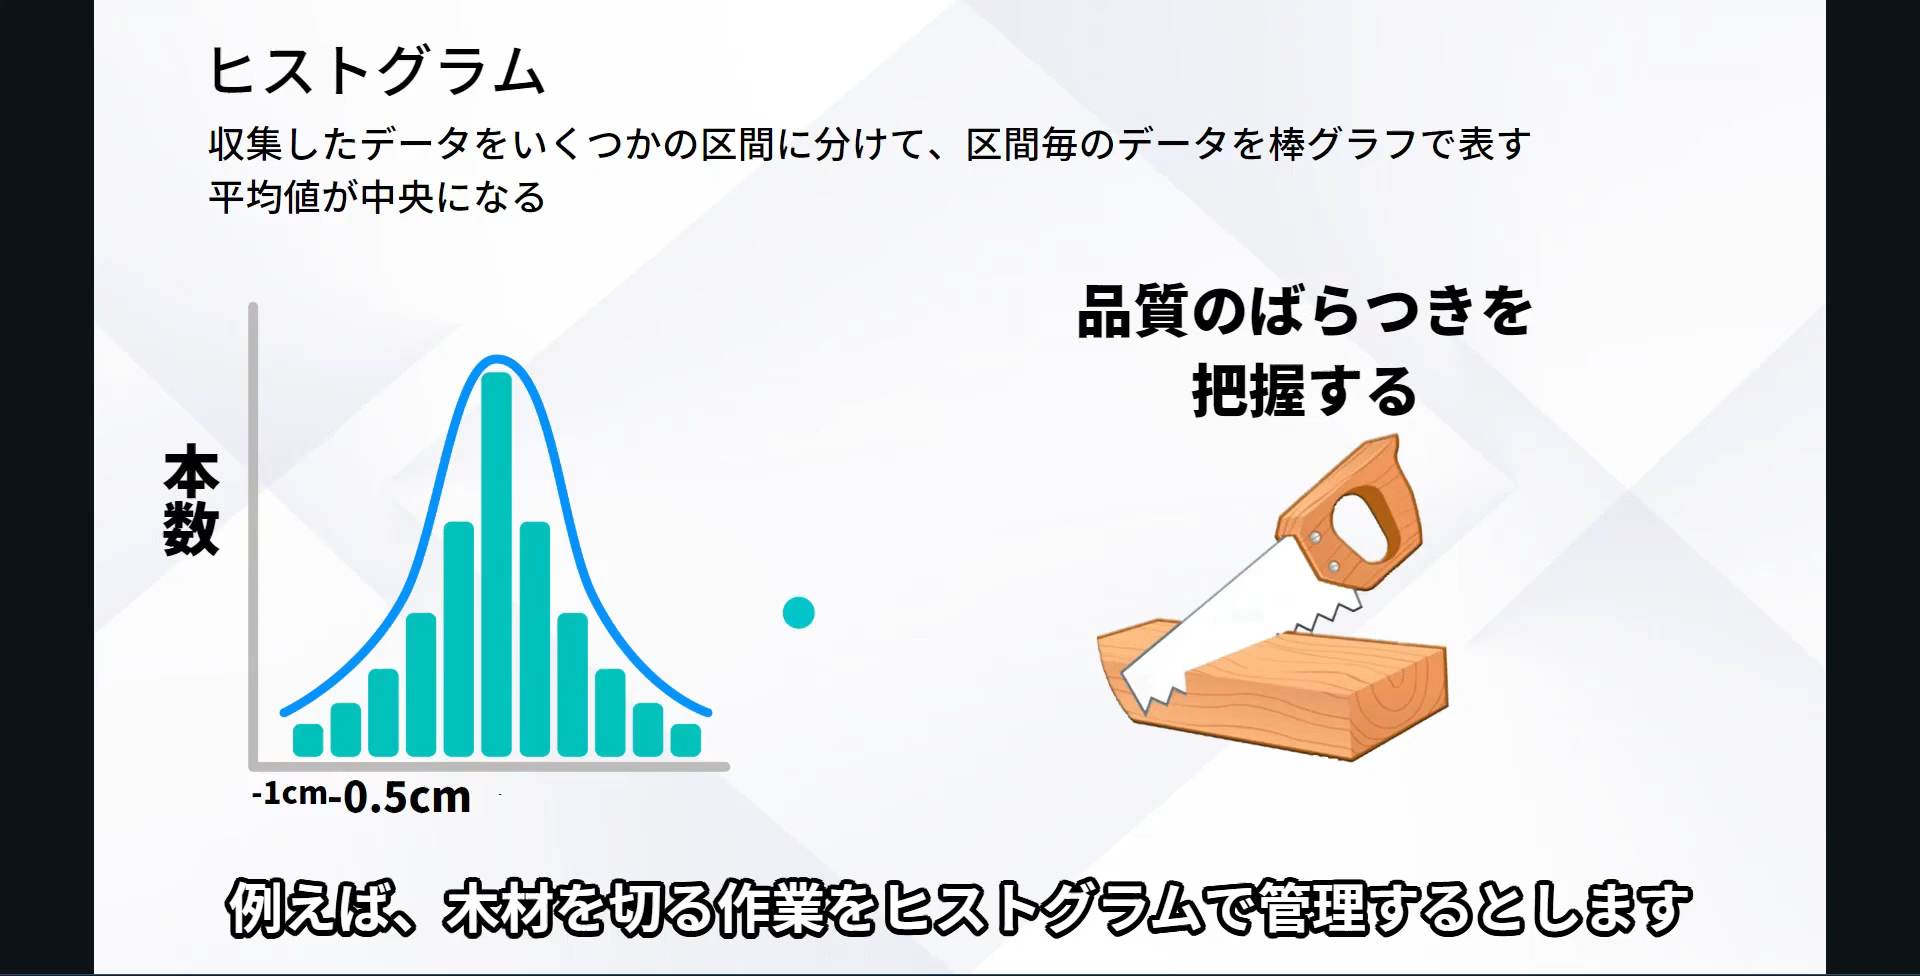 ヒストグラム
収集したデータをいくつかの区間に分けて、区間毎のデータを棒グラフで表す
平均値が中央になる
品質のばらつきを
把握する
本数
-1cm
-0.5cm
例えば、木材を切る作業をヒストグラムで管理するとします